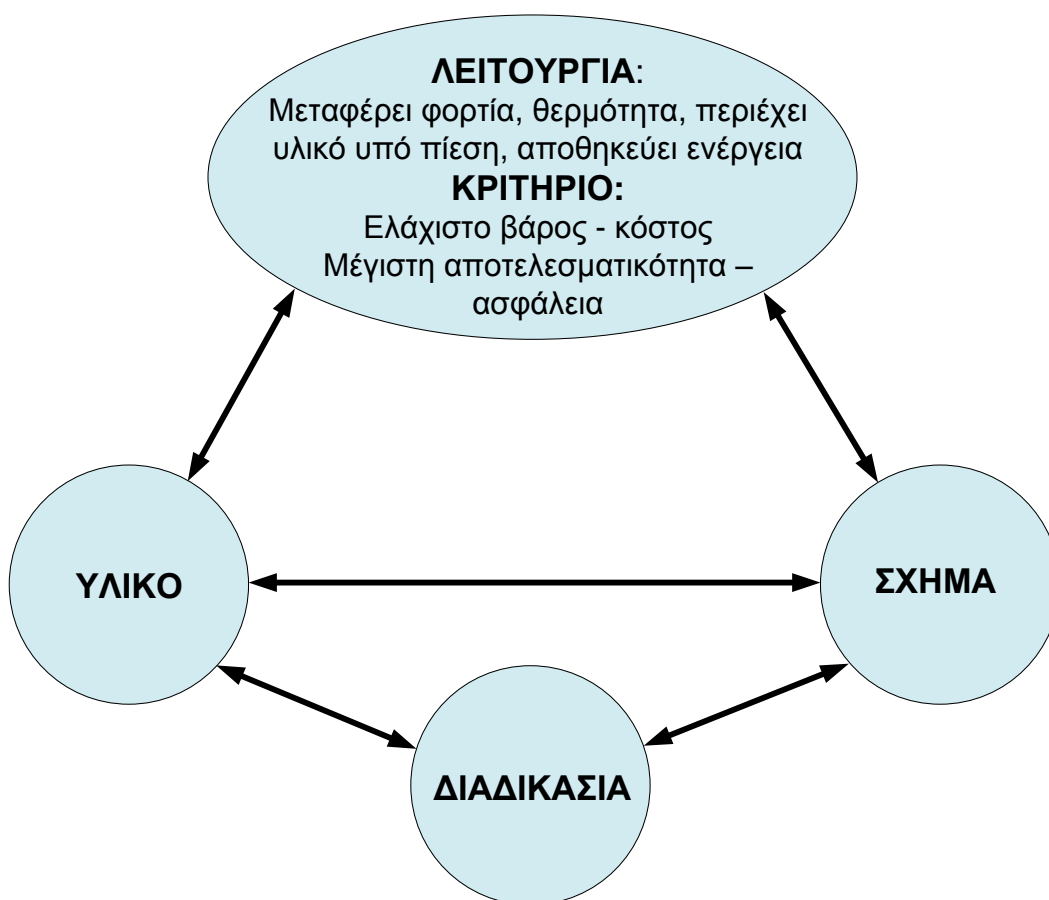 ΛΕΙΤΟΥΡΓΙΑ:
Μεταφέρει φορτία, θερμότητα, περιέχει
υλικό υπό πίεση, αποθηκεύει ενέργεια
ΚΡΙΤΗΡΙΟ:
Ελάχιστο βάρος - κόστος
Μέγιστη αποτελεσματικότητα –
ασφάλεια
ΥΛΙΚΟ
ΣΧΗΜΑ
ΔΙΑΔΙΚΑΣΙΑ